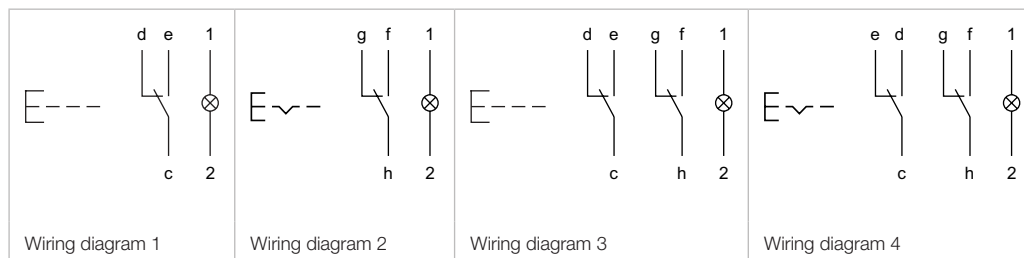 d e 1
c 2
Wiring diagram 1
g f 1
h 2
Wiring diagram 2
d e g f 1
c h 2
Wiring diagram 3
e d g f 1
c h 2
Wiring diagram 4